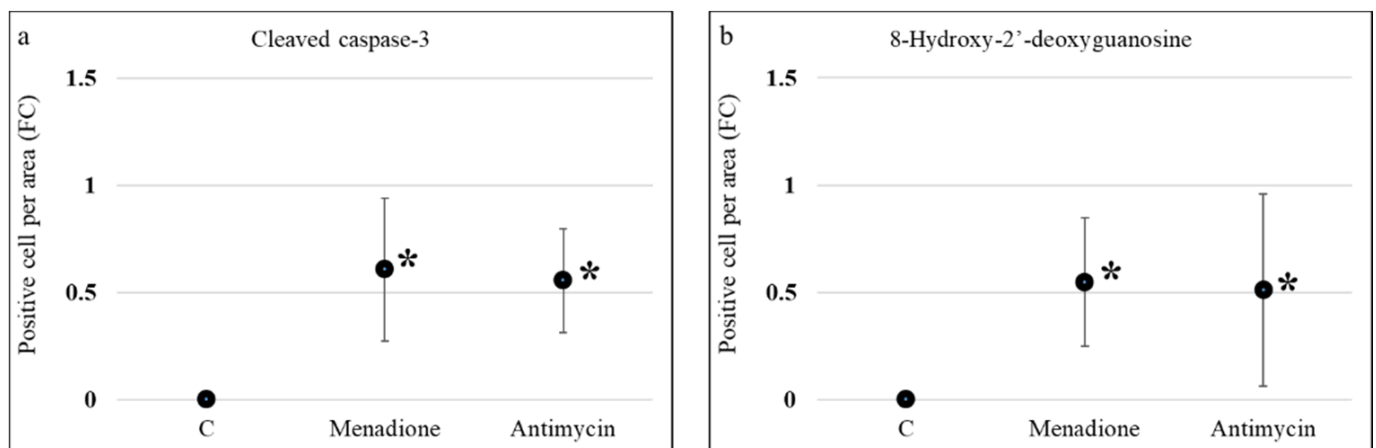 a
Cleaved caspase-3
Positive cell per area (FC)
1.5
1
0.5
0
*
*
C
Menadione
Antimycin
b
8-Hydroxy-2’-deoxyguanosine
Positive cell per area (FC)
1.5
1
0.5
0
*
*
C
Menadione
Antimycin